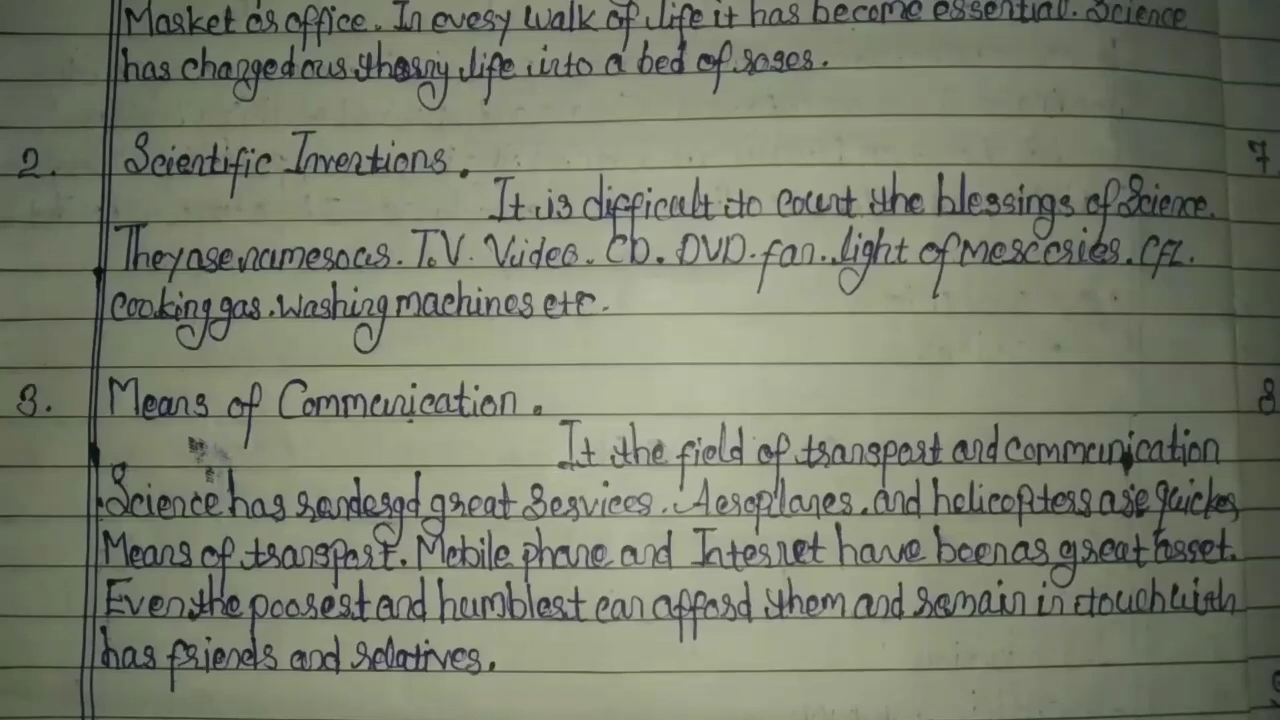 Market or office. In every walk of life it has become essential. Science
has changed our thorny life into a bed of roses.
2. Scientific Inventions. 7
It is difficult to count the blessings of Science.
They are numerous. T.V. Video. CD. DVD. fan. light of mercories. CFL.
cooking gas. Washing machines etc.
3. Means of Communication. 8
It the field of transport and communication
Science has rendered great services. Aeroplanes. and helicopters are quicker
Means of transport. Mobile phone and Internet have been as great asset.
Even the poorest and humblest can afford them and remain in touch with
has friends and relatives.